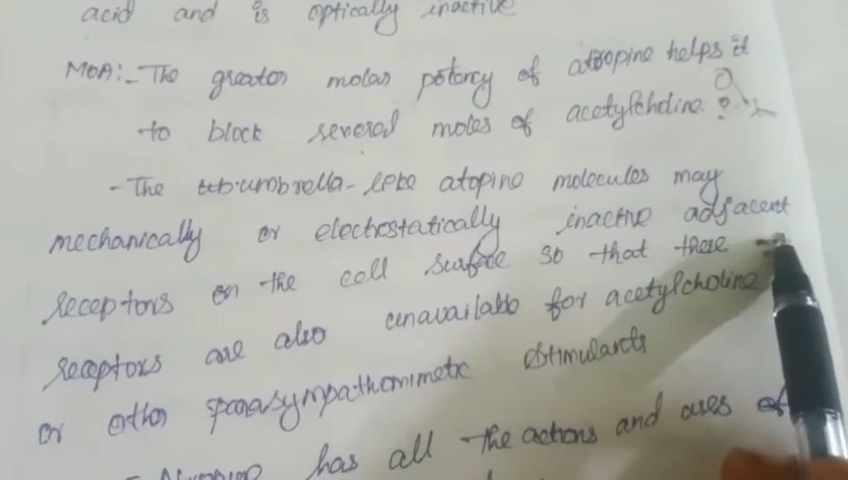 acid and is optically inactive
MOA:- The greater molar potency of atropine helps it
to block several moles of acetylcholine
- The umbrella-like atopine molecules may
mechanically or electrostatically inactive adjacent
receptors on the cell surface so that there
receptors are also unavailable for acetylcholine
or other parasympathomimetic stimulants
has all the actions and uses of